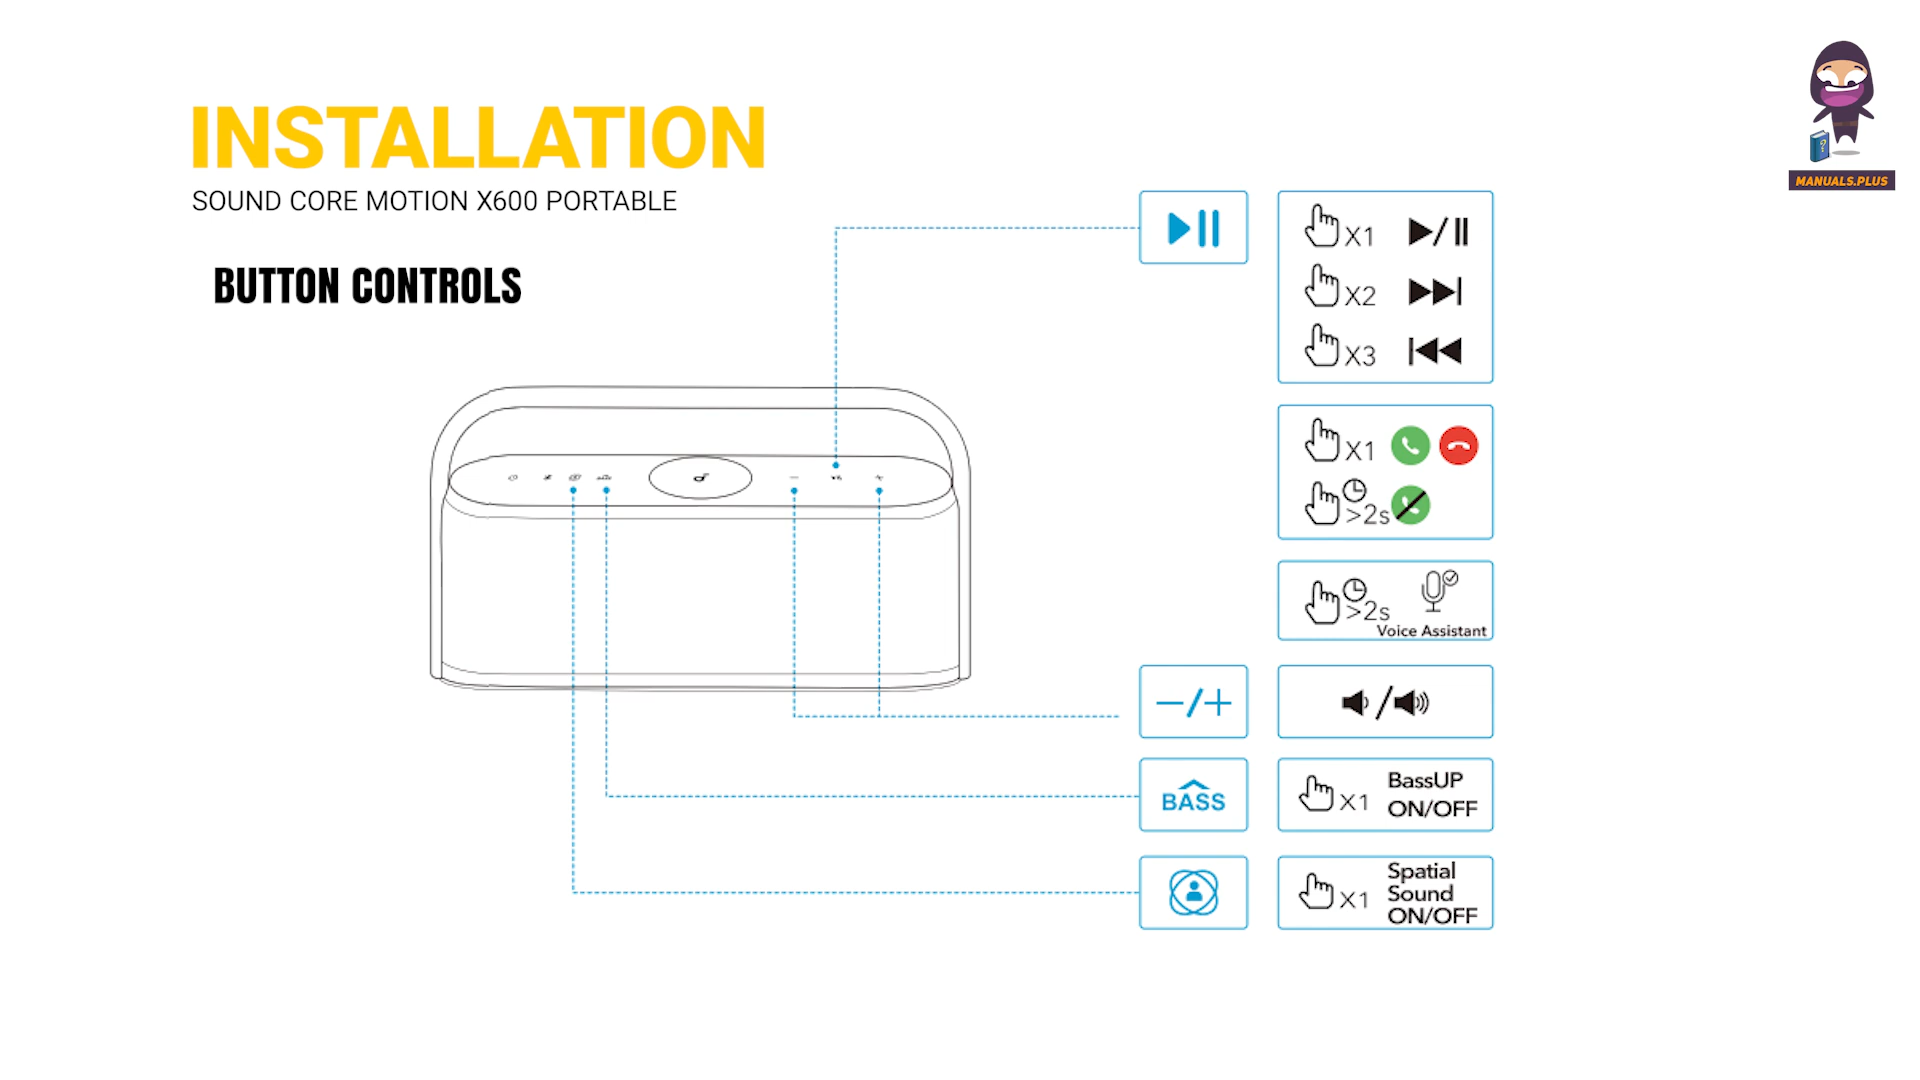 INSTALLATION
SOUND CORE MOTION X600 PORTABLE
BUTTON CONTROLS
MANUALS.PLUS
X1
X2
X3
X1
>2s
>2s
Voice Assistant
−/+
BASS
X1 BassUP
ON/OFF
X1 Spatial
Sound
ON/OFF